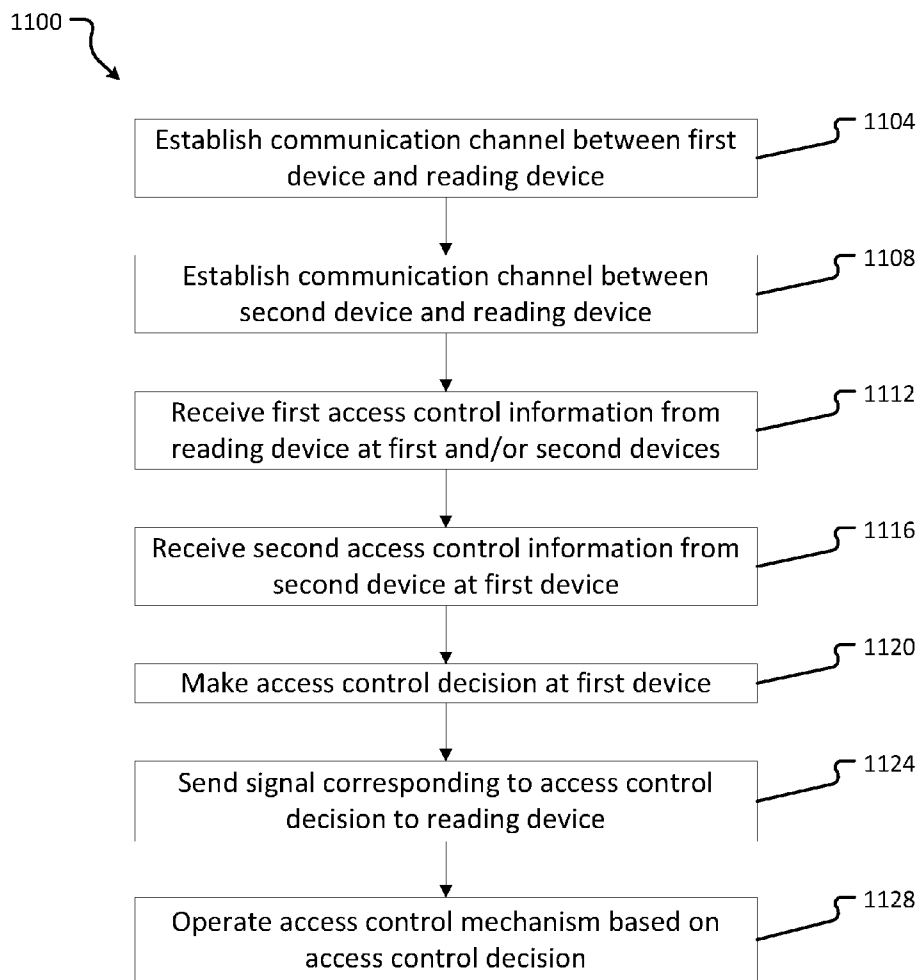 1100
Establish communication channel between first
device and reading device
1104
Establish communication channel between
second device and reading device
1108
Receive first access control information from
reading device at first and/or second devices
1112
Receive second access control information from
second device at first device
1116
Make access control decision at first device
1120
Send signal corresponding to access control
decision to reading device
1124
Operate access control mechanism based on
access control decision
1128